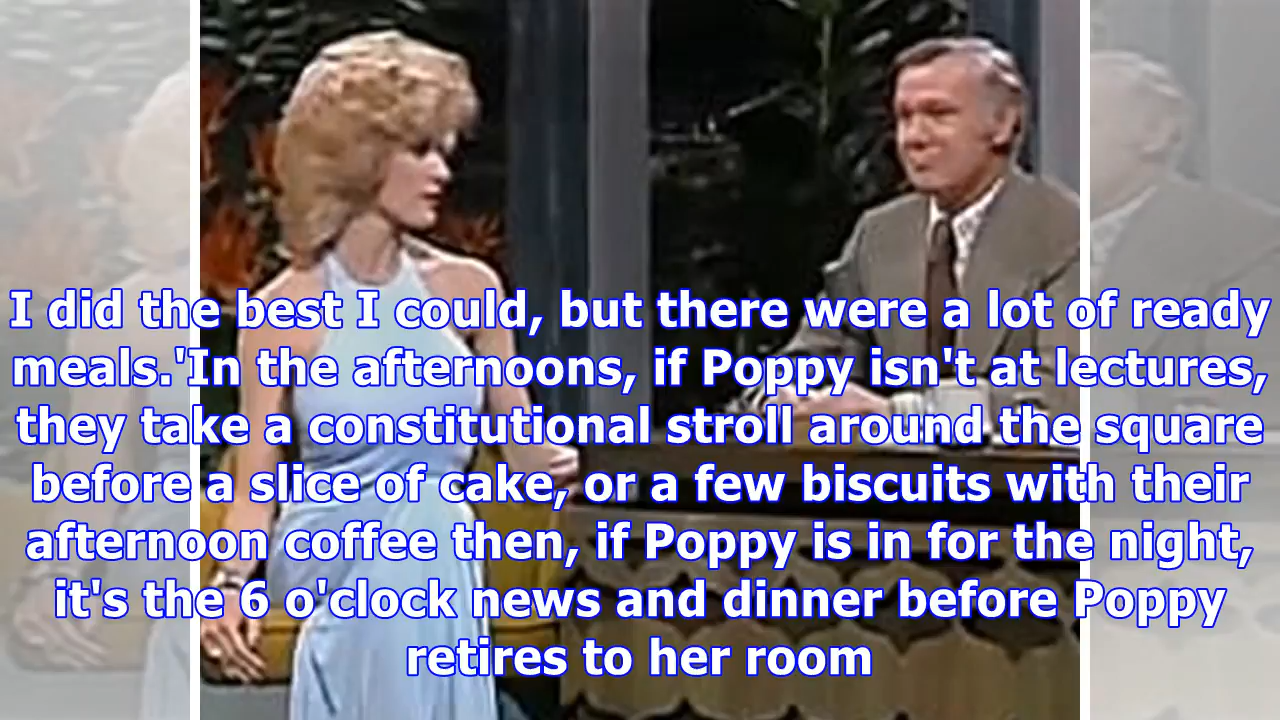 I did the best I could, but there were a lot of ready
meals.'In the afternoons, if Poppy isn't at lectures,
they take a constitutional stroll around the square
before a slice of cake, or a few biscuits with their
afternoon coffee then, if Poppy is in for the night,
it's the 6 o'clock news and dinner before Poppy
retires to her room